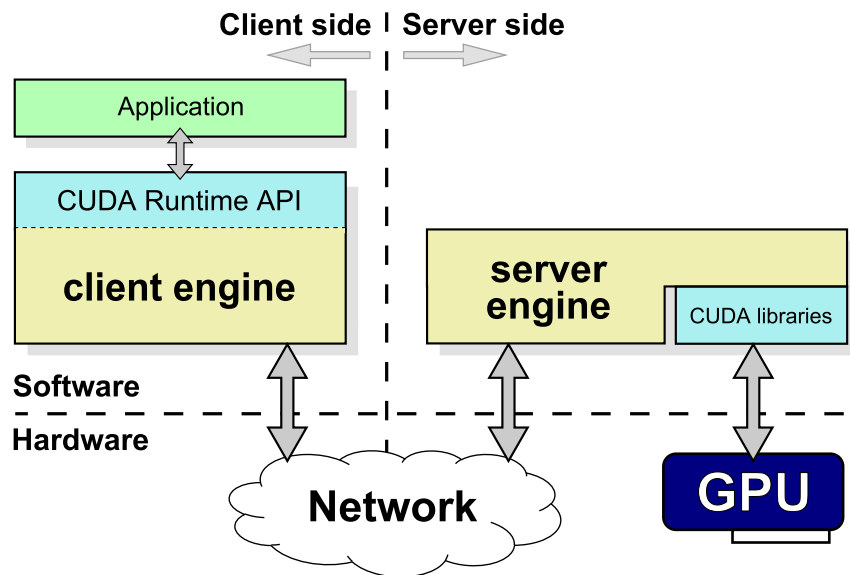 Client side
Server side
Application
CUDA Runtime API
client engine
server
engine
CUDA libraries
Software
Hardware
Network
GPU